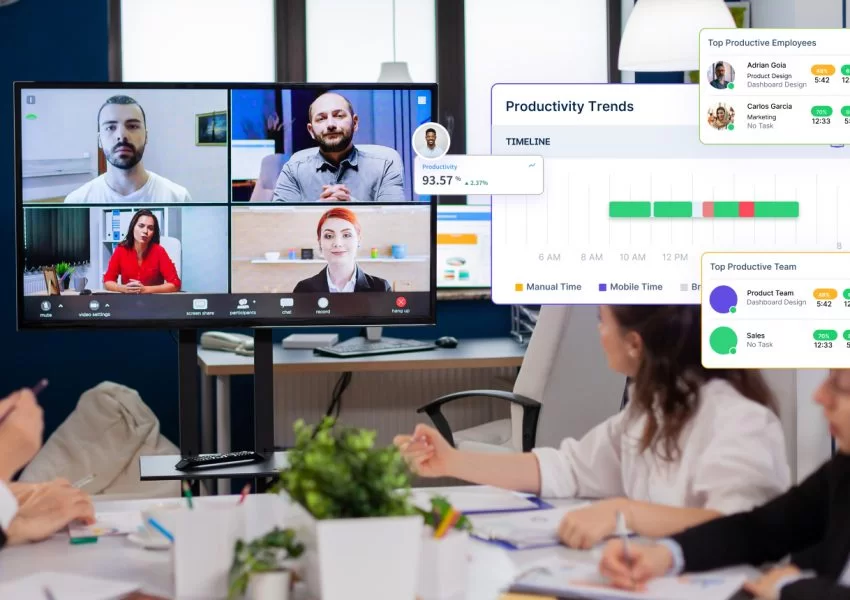 Top Productive Employees
Adrian Goia
Product Design
Dashboard Design
5:42
Carlos Garcia
Marketing
No Task
70%
12:33
Productivity Trends
TIMELINE
Productivity
93.57 %
▲ 2.37%
6 AM
8 AM
10 AM
12 PM
8
Manual Time
Mobile Time
Br
Top Productive Team
Product Team
Dashboard Design
5:42
Sales
No Task
70%
12:33
mute
video settings
screen share
participants
chat
record
hang up